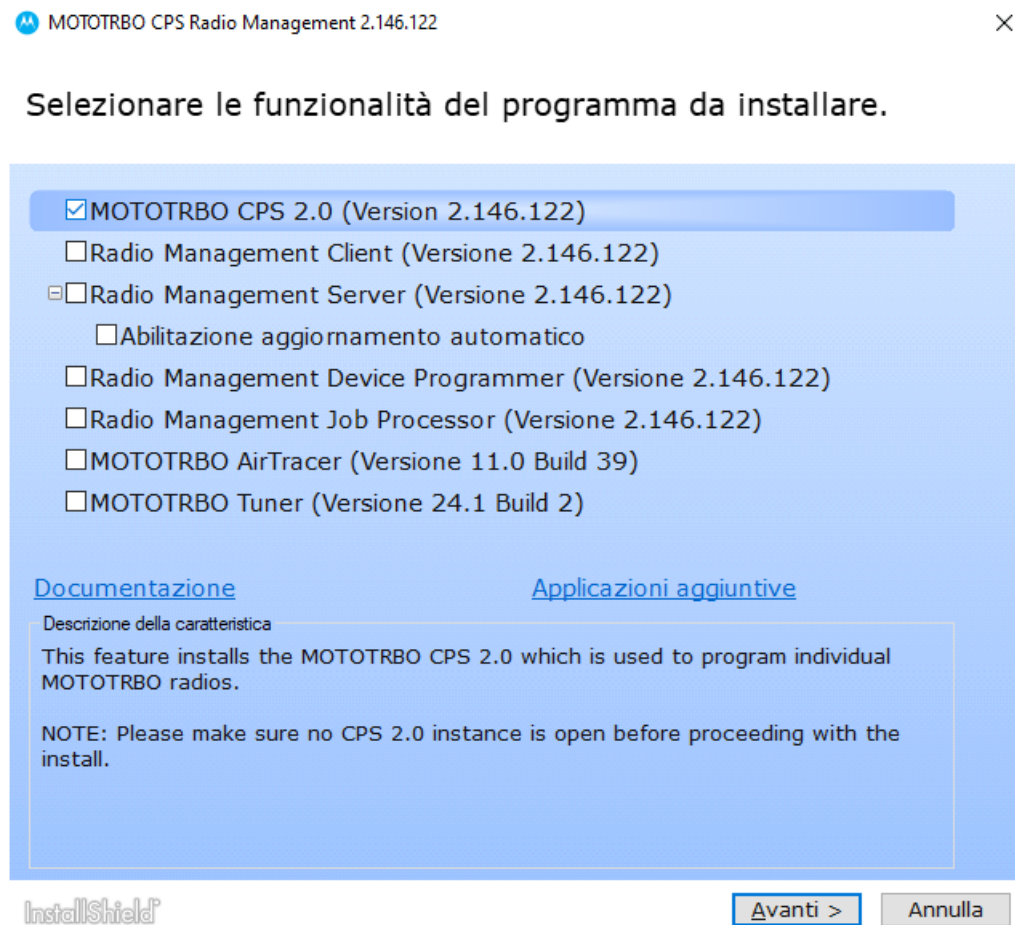 MOTOTRBO CPS Radio Management 2.146.122
Selezionare le funzionalità del programma da installare.
MOTOTRBO CPS 2.0 (Version 2.146.122)
Radio Management Client (Versione 2.146.122)
Radio Management Server (Versione 2.146.122)
Abilitazione aggiornamento automatico
Radio Management Device Programmer (Versione 2.146.122)
Radio Management Job Processor (Versione 2.146.122)
MOTOTRBO AirTracer (Versione 11.0 Build 39)
MOTOTRBO Tuner (Versione 24.1 Build 2)
Documentazione Applicazioni aggiuntive
Descrizione della caratteristica
This feature installs the MOTOTRBO CPS 2.0 which is used to program individual
MOTOTRBO radios.
NOTE: Please make sure no CPS 2.0 instance is open before proceeding with the
install.
InstallShield Avanti > Annulla